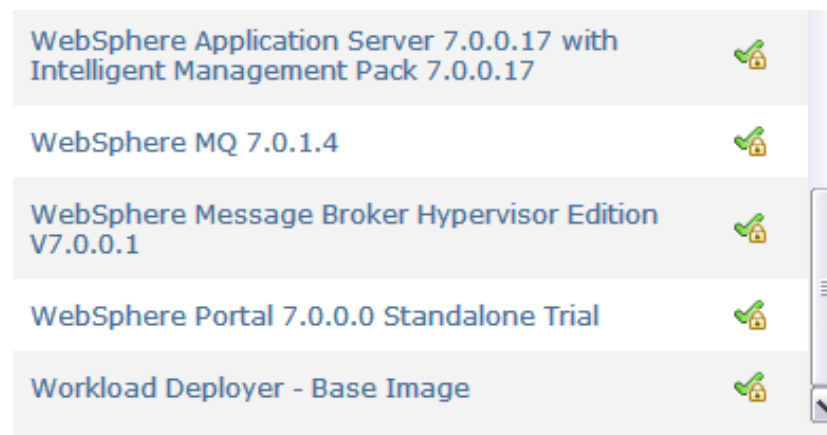 WebSphere Application Server 7.0.0.17 with
Intelligent Management Pack 7.0.0.17
WebSphere MQ 7.0.1.4
WebSphere Message Broker Hypervisor Edition
V7.0.0.1
WebSphere Portal 7.0.0.0 Standalone Trial
Workload Deployer - Base Image